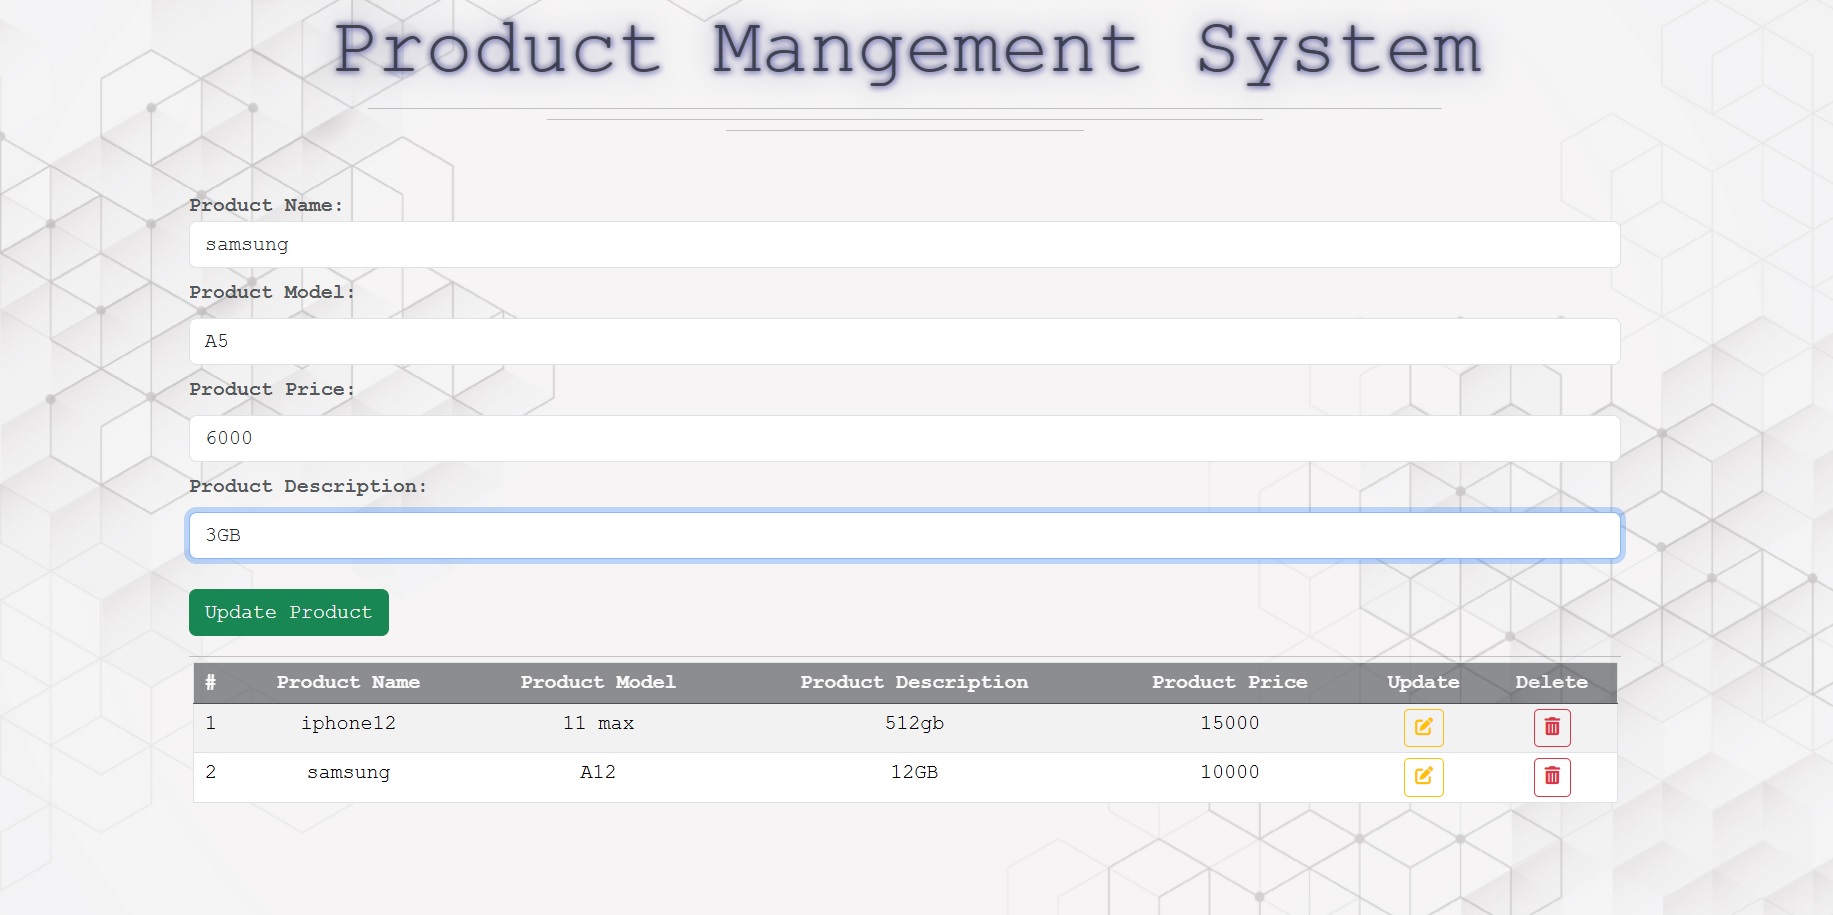 Product Mangement System
Product Name:
samsung
Product Model:
A5
Product Price:
6000
Product Description:
3GB
Update Product
# Product Name Product Model Product Description Product Price Update Delete
1 iphone12 11 max 512gb 15000
2 samsung A12 12GB 10000